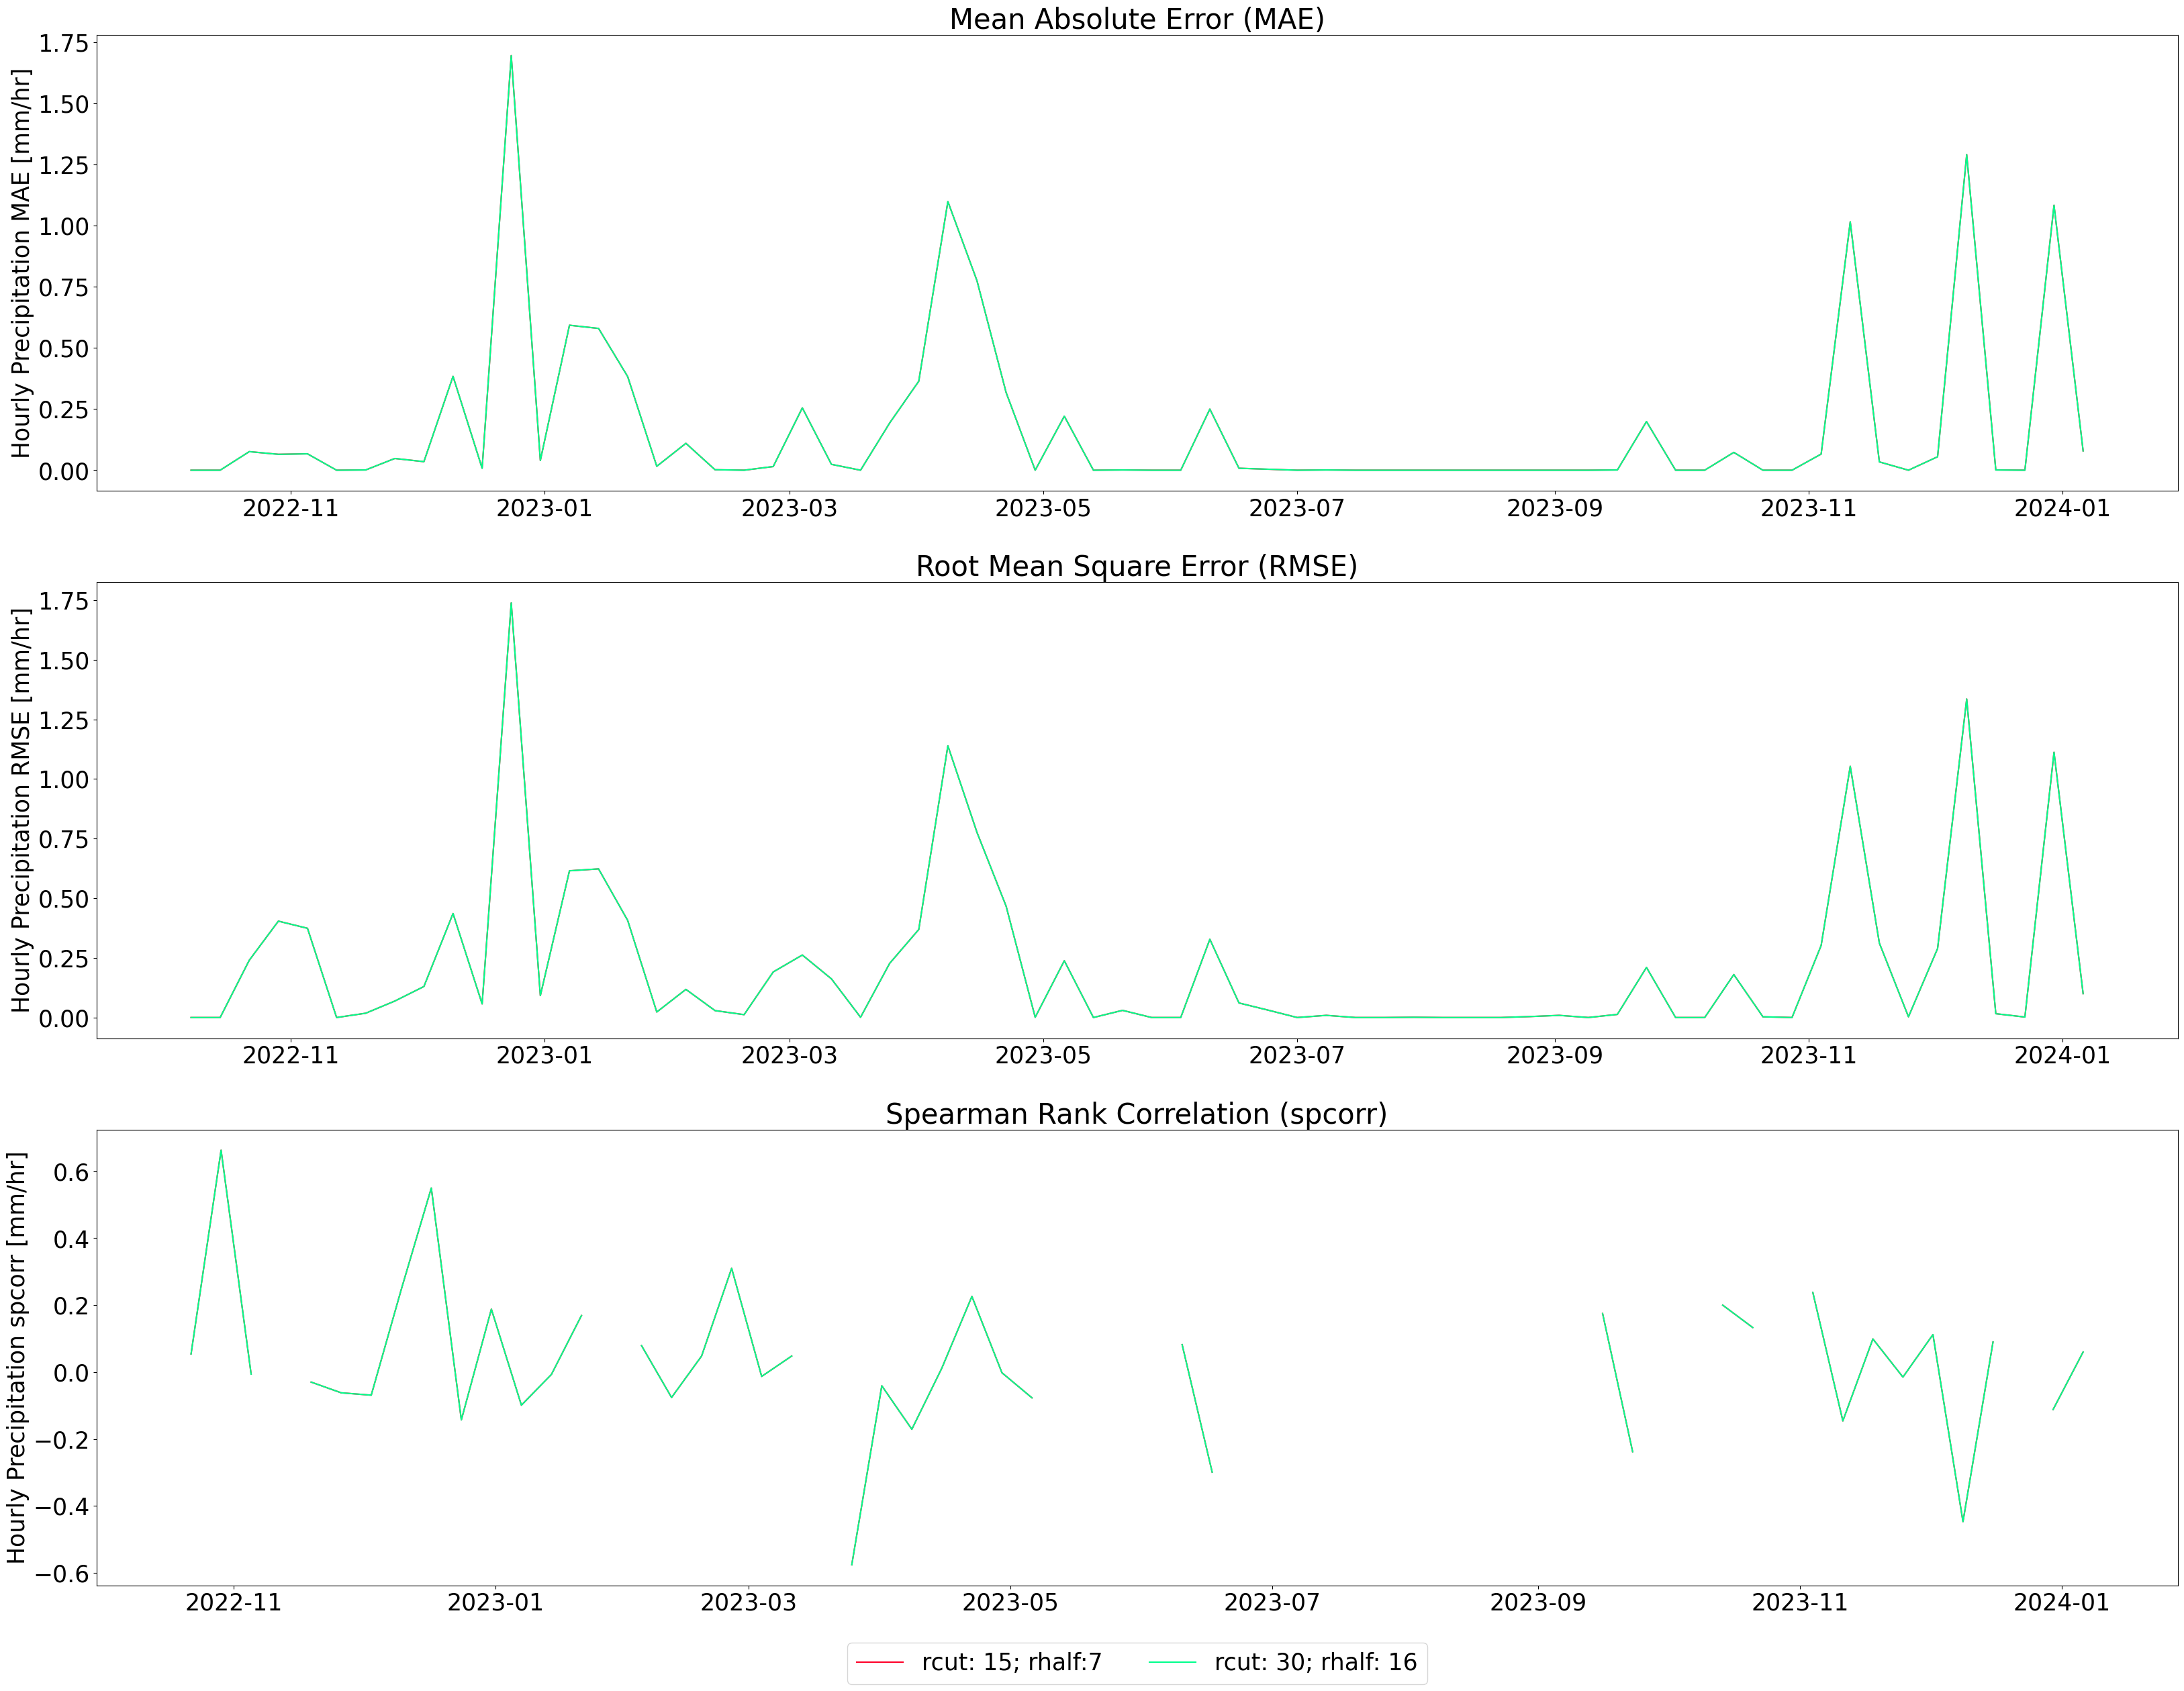 Mean Absolute Error (MAE)
Hourly Precipitation MAE [mm/hr]
1.75
1.50
1.25
1.00
0.75
0.50
0.25
0.00
2022-11 2023-01 2023-03 2023-05 2023-07 2023-09 2023-11 2024-01
Root Mean Square Error (RMSE)
Hourly Precipitation RMSE [mm/hr]
1.75
1.50
1.25
1.00
0.75
0.50
0.25
0.00
2022-11 2023-01 2023-03 2023-05 2023-07 2023-09 2023-11 2024-01
Spearman Rank Correlation (spcorr)
Hourly Precipitation spcorr [mm/hr]
0.6
0.4
0.2
0.0
−0.2
−0.4
−0.6
2022-11 2023-01 2023-03 2023-05 2023-07 2023-09 2023-11 2024-01
rcut: 15; rhalf:7 rcut: 30; rhalf: 16